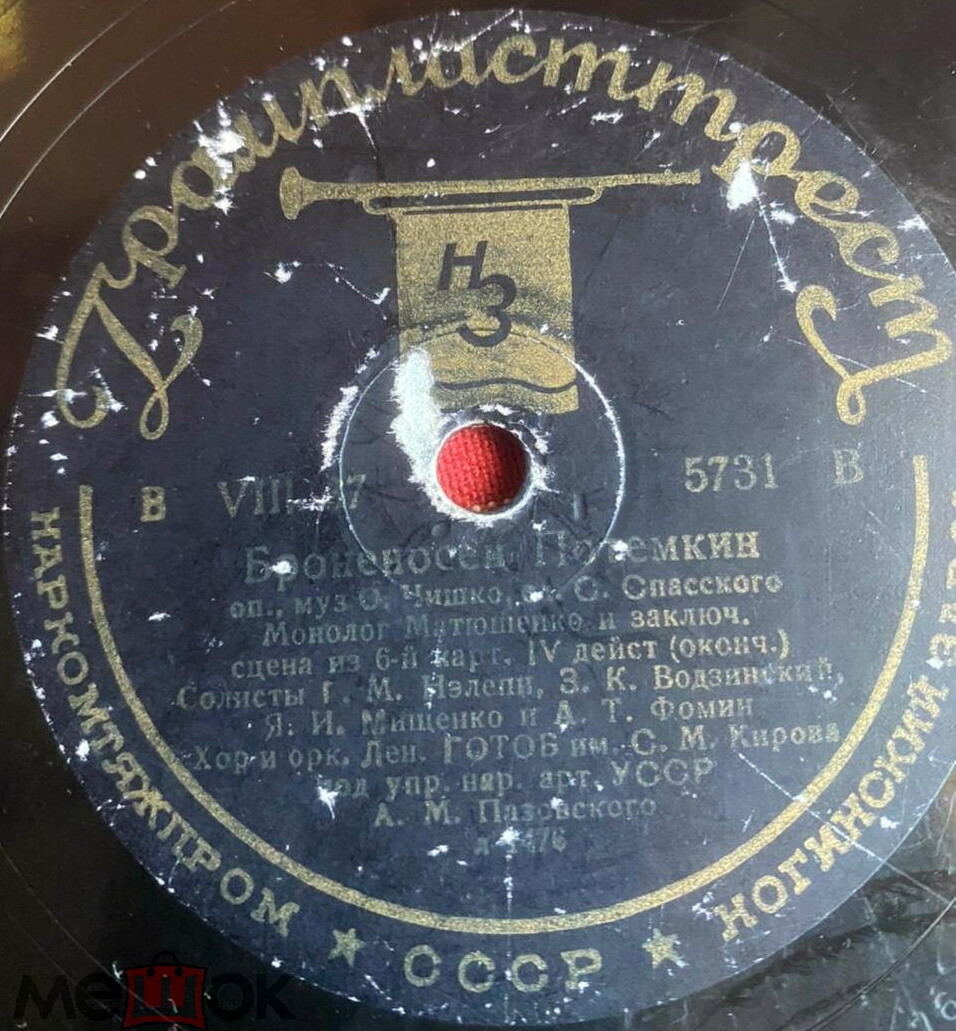 Грампласттрест
НЗ
В VIII 7 5731 В
Броненосец Потемкин
оп., муз О. Чишко, сл. С. Спасского
Монолог Матюшенко и заключ.
сцена из 6-й карт. IV дейст (оконч.)
Солисты Г. М. Нэлепп, З. К. Водзинский,
Я. И. Мищенко и А. Т. Фомин
Хор и орк. Лен. ГОТОБ им. С. М. Кирова
под упр. нар. арт. УССР
А. М. Пазовского
НАРКОМТЯЖПРОМ ★ СССР ★ НОГИНСКИЙ
мешок